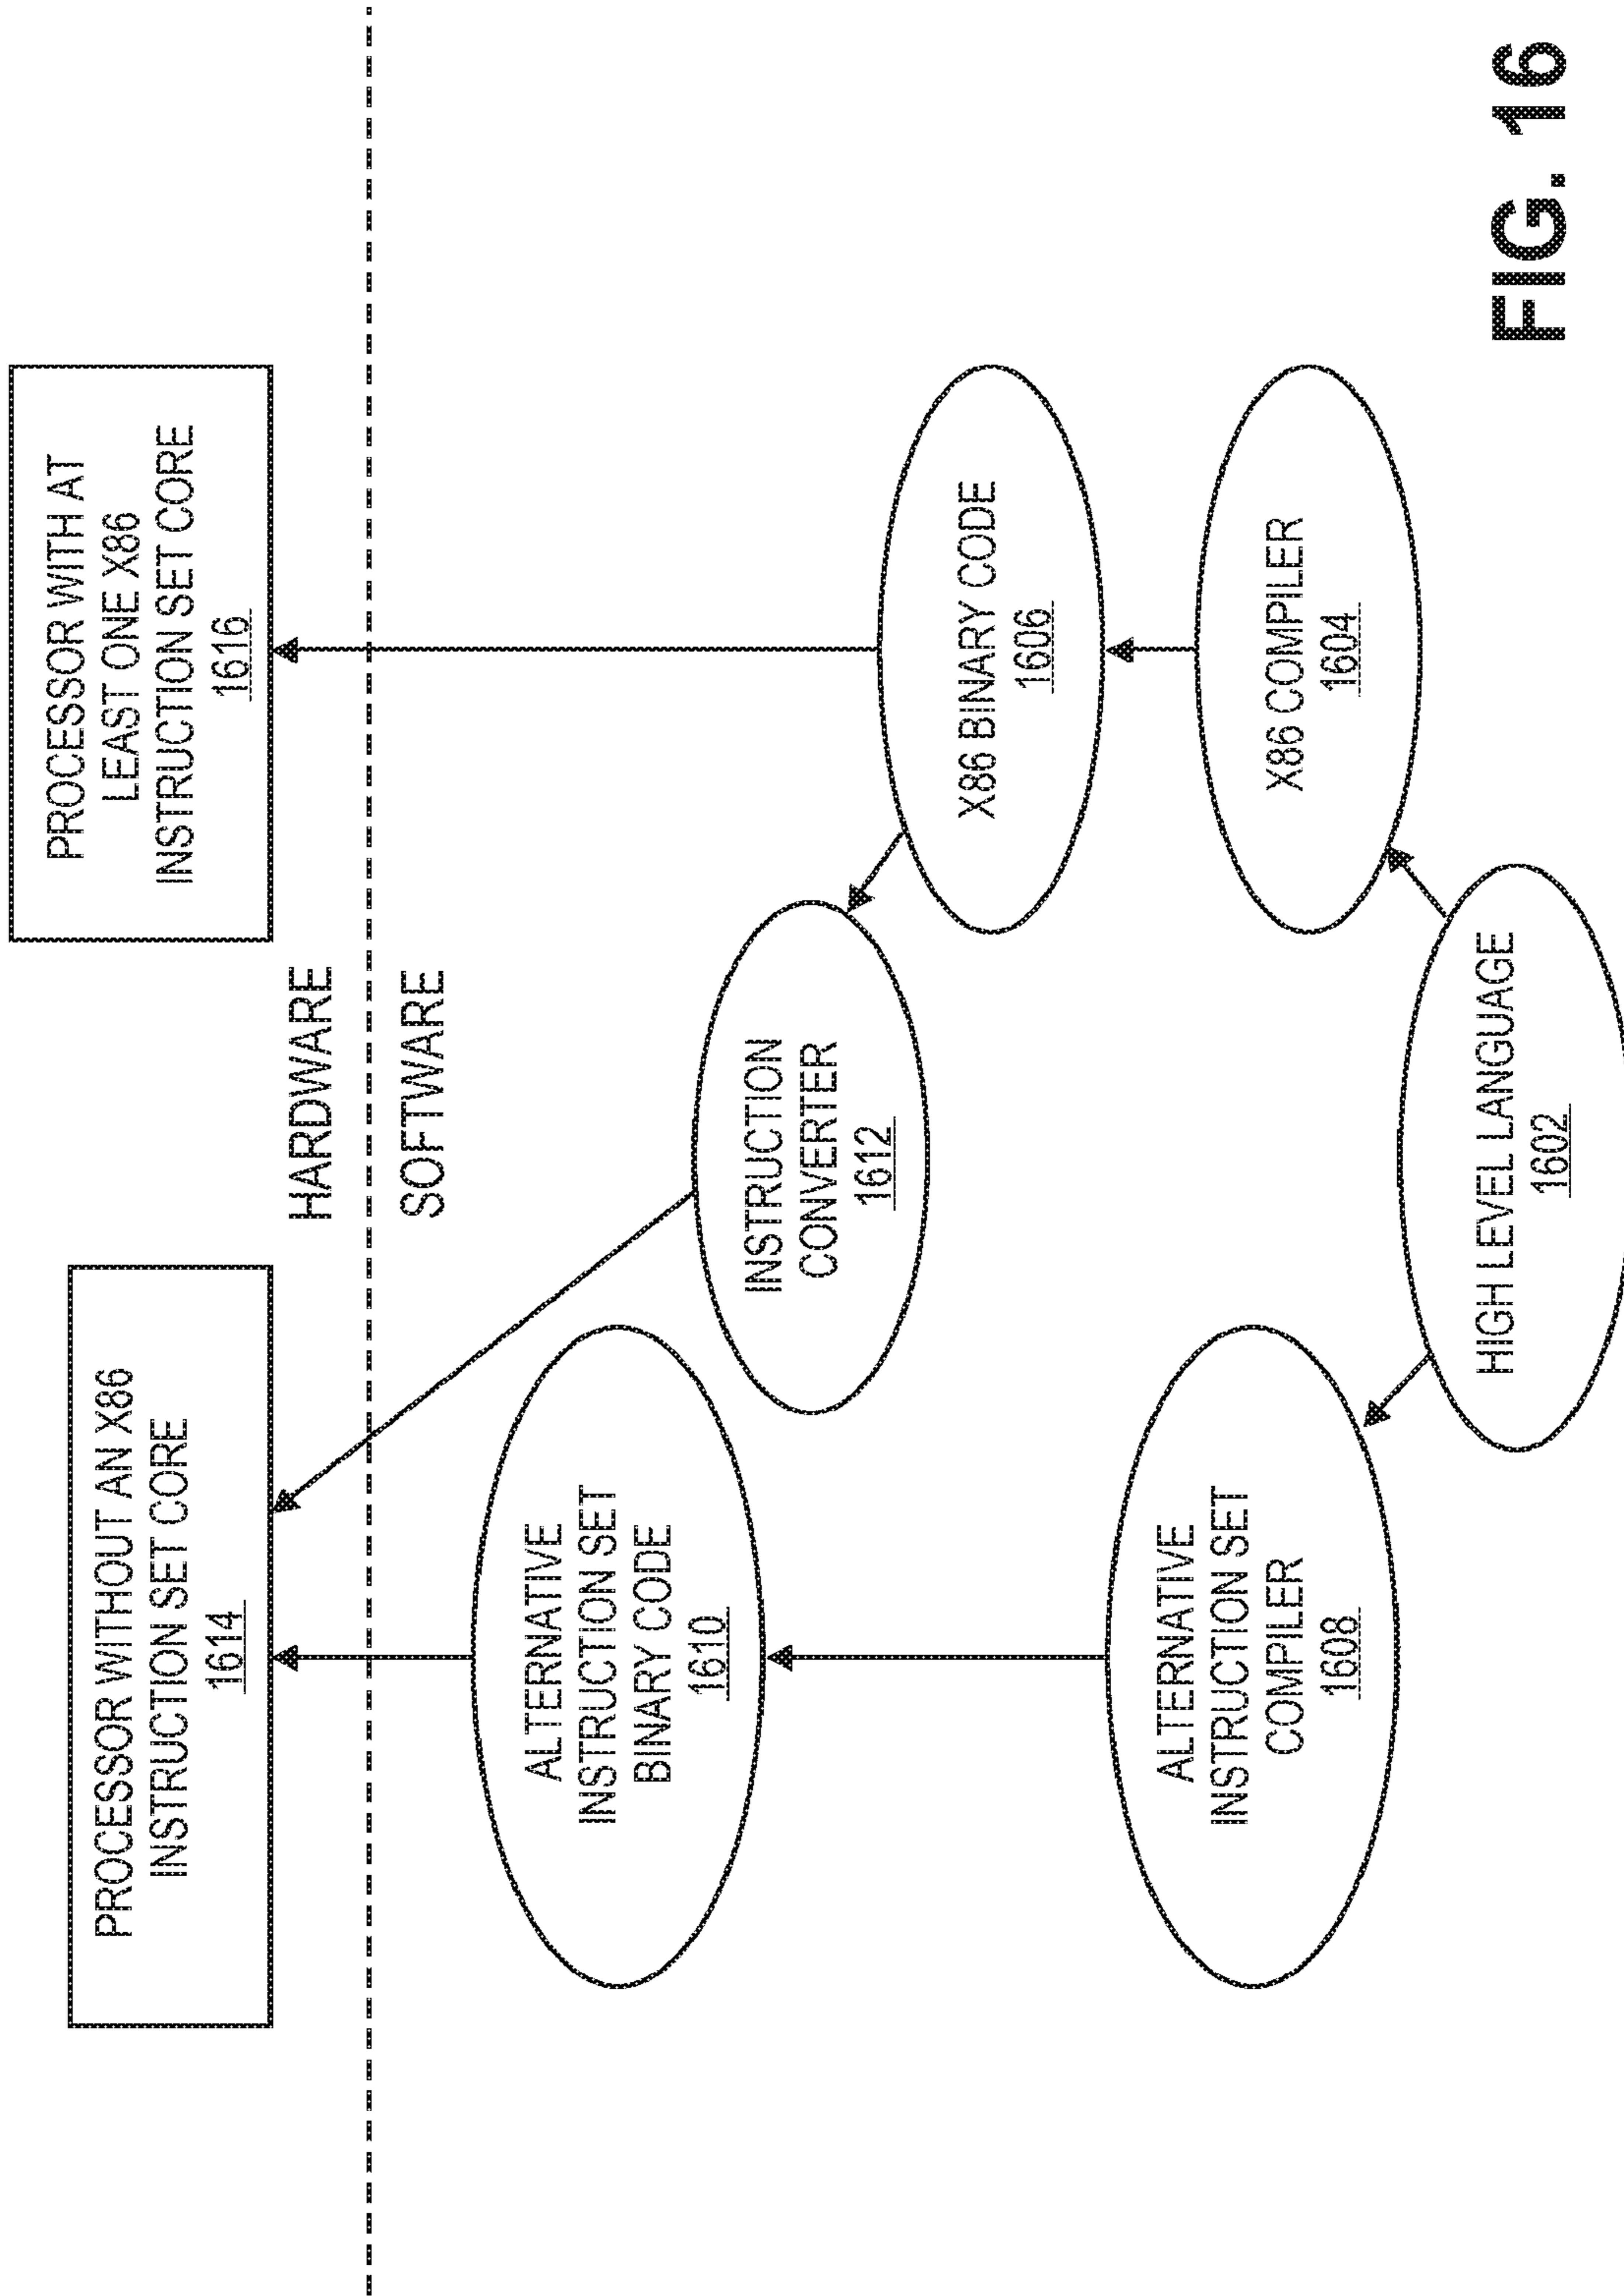 PROCESSOR WITHOUT AN X86
INSTRUCTION SET CORE
1614
PROCESSOR WITH AT
LEAST ONE X86
INSTRUCTION SET CORE
1616
HARDWARE
SOFTWARE
ALTERNATIVE
INSTRUCTION SET
BINARY CODE
1610
INSTRUCTION
CONVERTER
1612
X86 BINARY CODE
1606
ALTERNATIVE
INSTRUCTION SET
COMPILER
1608
X86 COMPILER
1604
HIGH LEVEL LANGUAGE
1602
FIG. 16